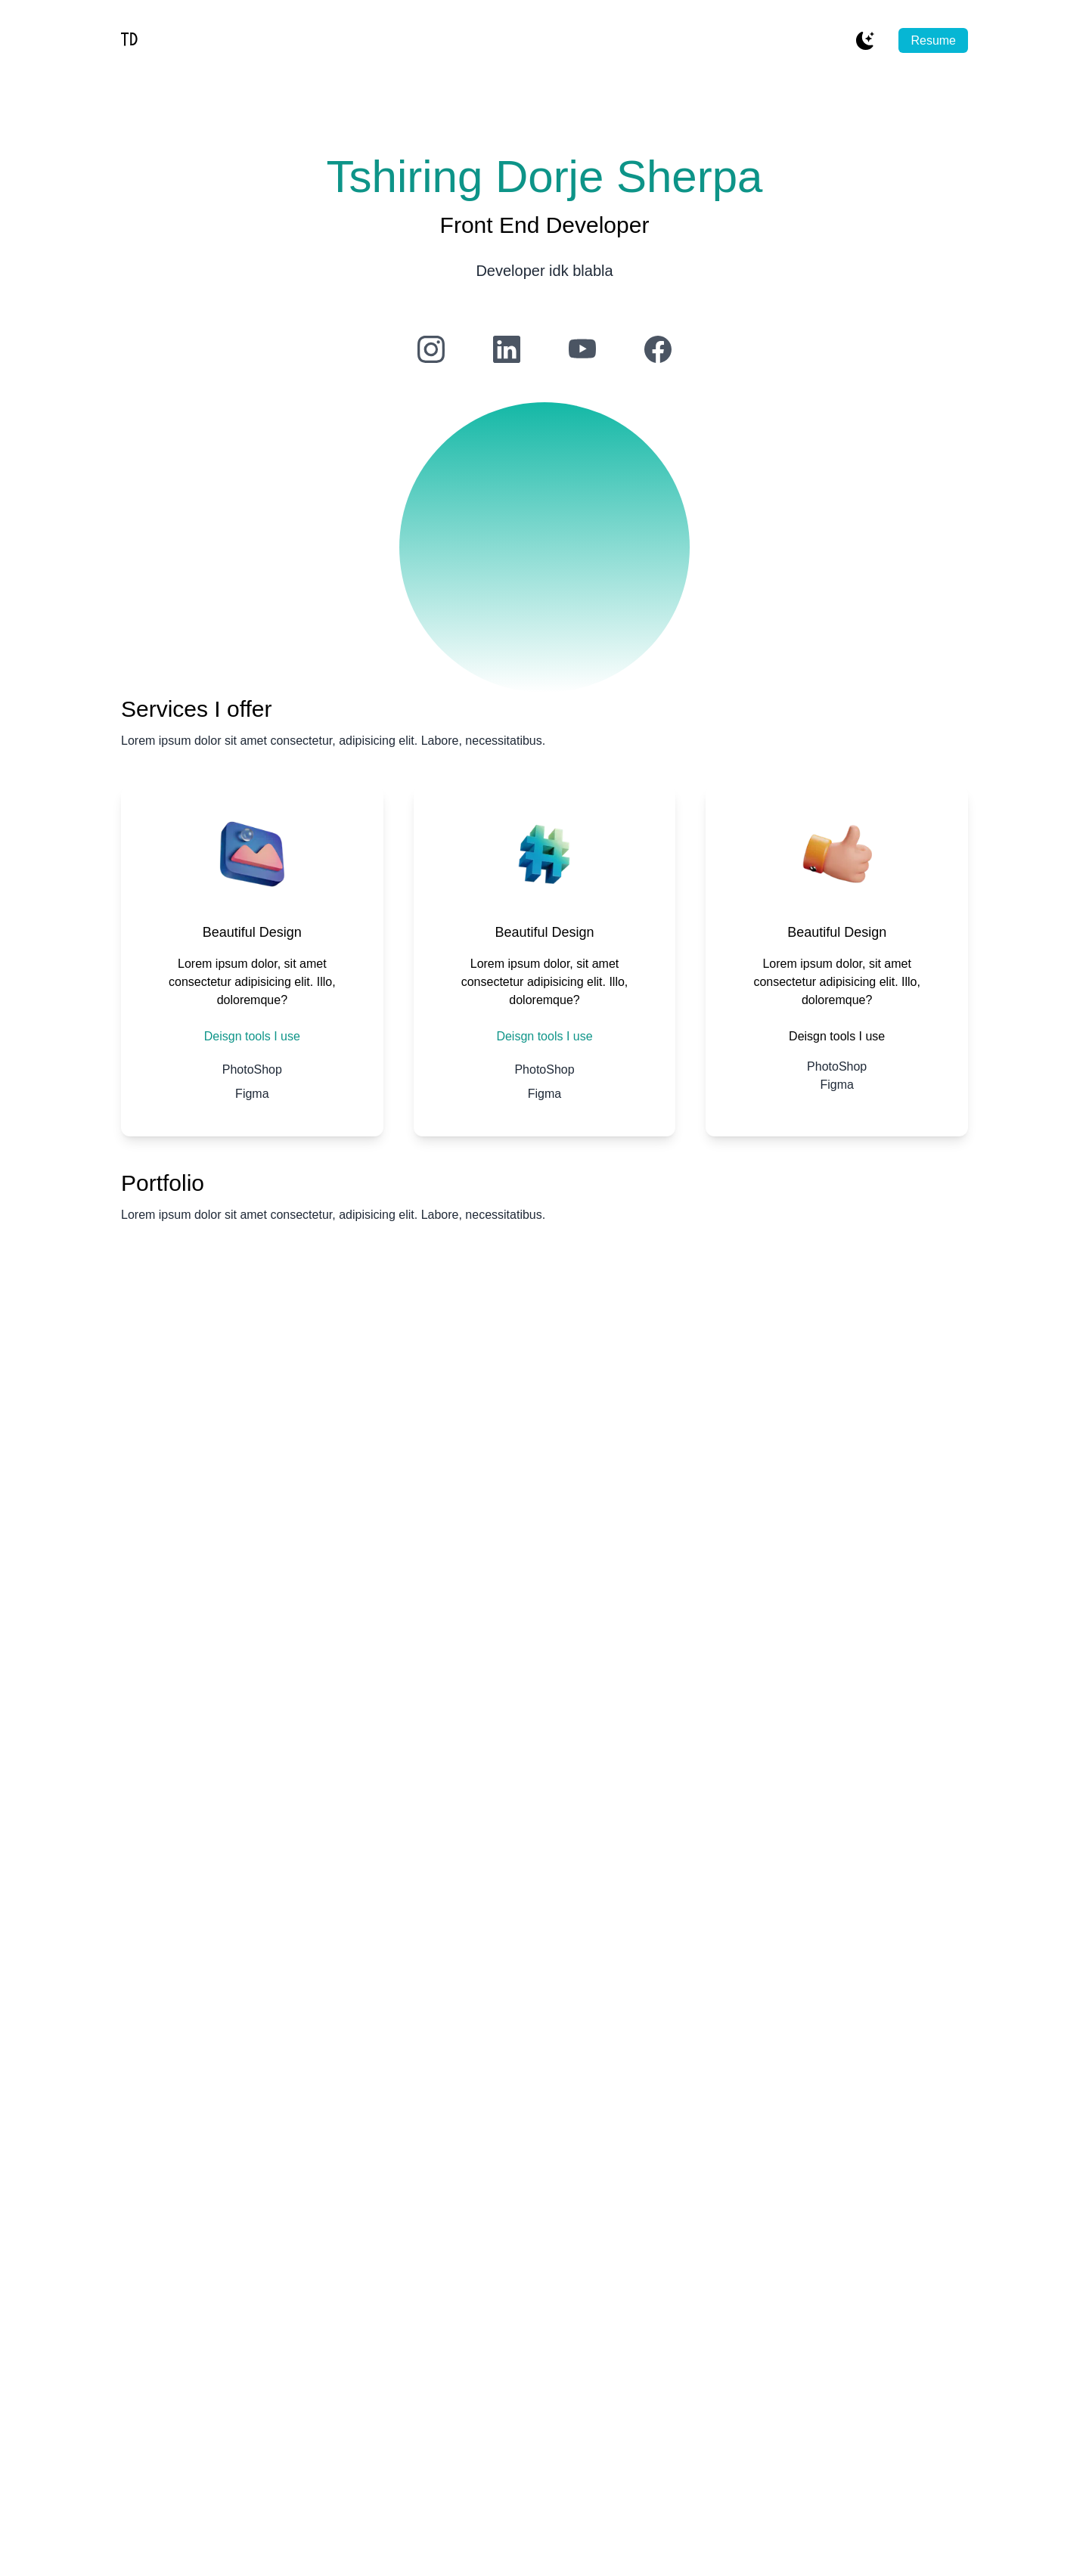 TD
Resume
Tshiring Dorje Sherpa
Front End Developer
Developer idk blabla
Services I offer
Lorem ipsum dolor sit amet consectetur, adipisicing elit. Labore, necessitatibus.
Beautiful Design
Lorem ipsum dolor, sit amet
consectetur adipisicing elit. Illo,
doloremque?
Deisgn tools I use
PhotoShop
Figma
Beautiful Design
Lorem ipsum dolor, sit amet
consectetur adipisicing elit. Illo,
doloremque?
Deisgn tools I use
PhotoShop
Figma
Beautiful Design
Lorem ipsum dolor, sit amet
consectetur adipisicing elit. Illo,
doloremque?
Deisgn tools I use
PhotoShop
Figma
Portfolio
Lorem ipsum dolor sit amet consectetur, adipisicing elit. Labore, necessitatibus.